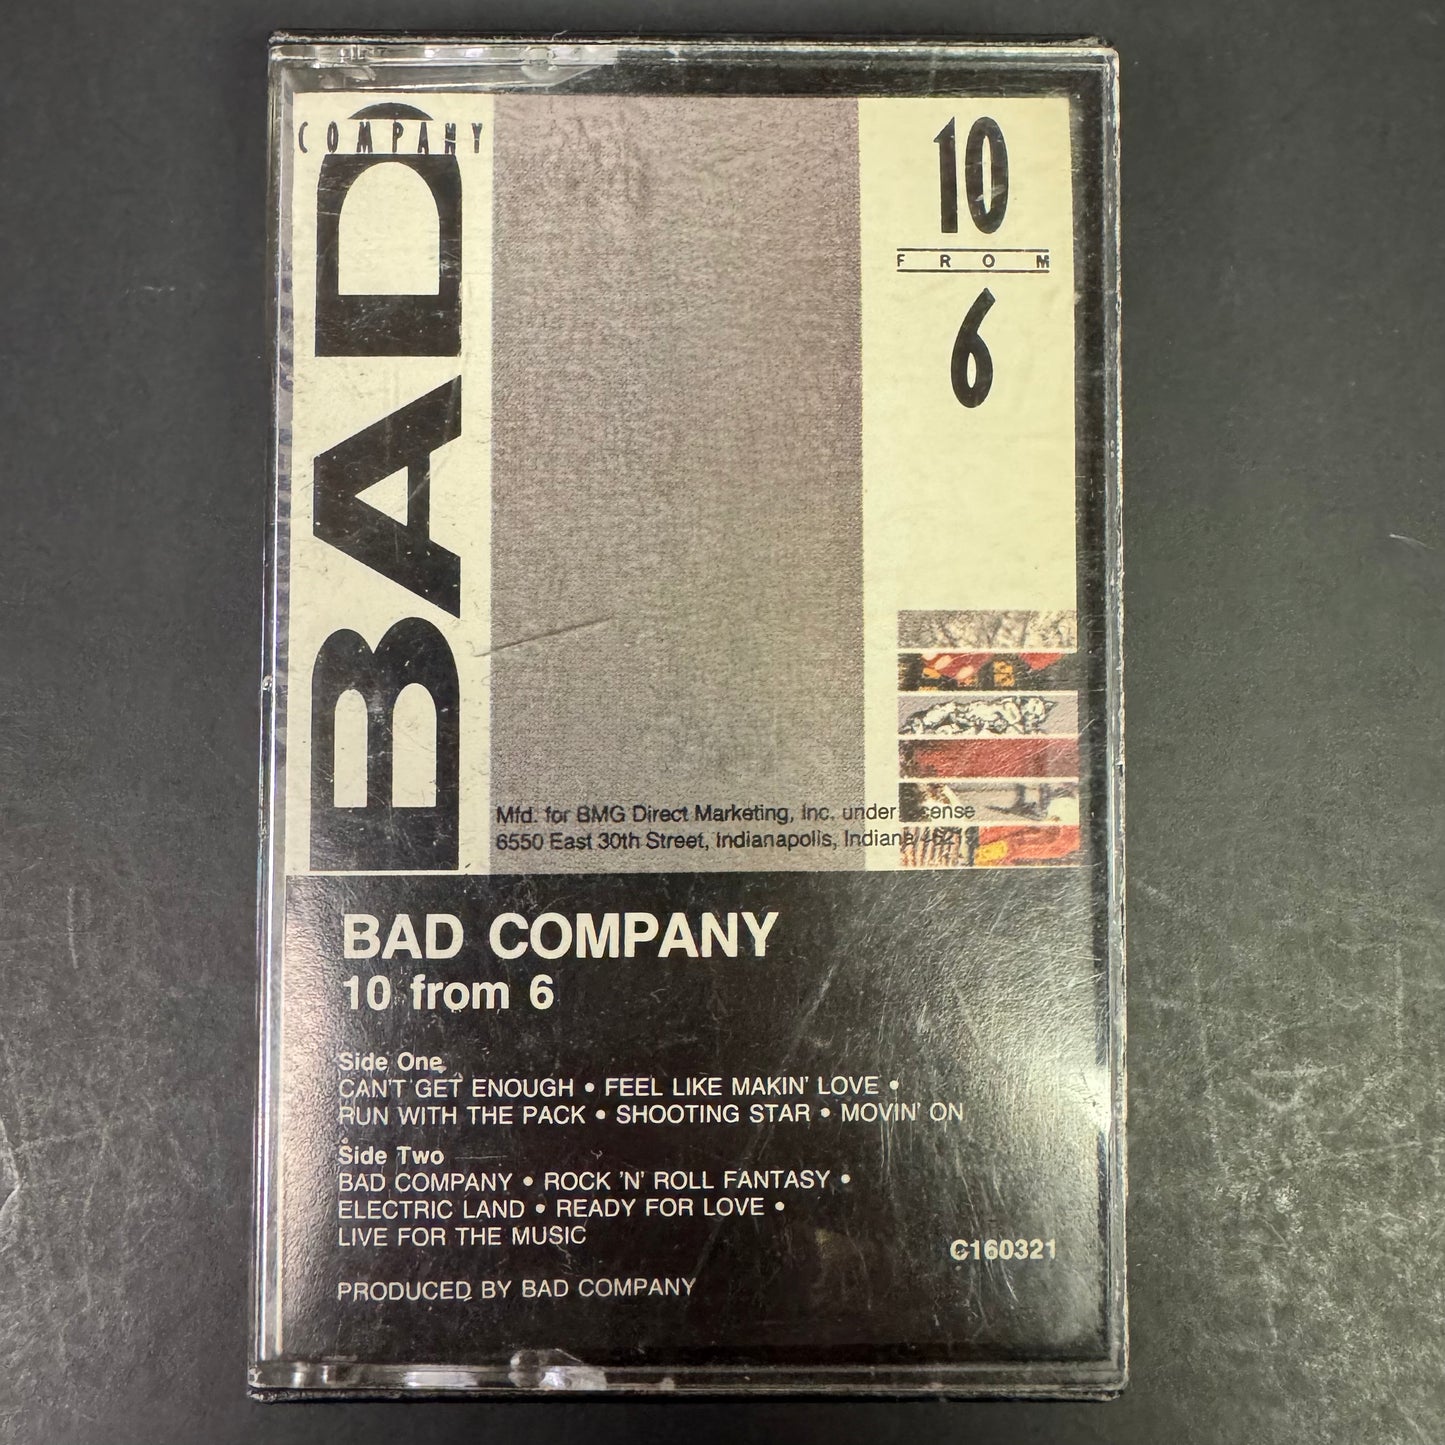 COMPANY
BAD
10
FROM
6
Mfd. for BMG Direct Marketing, Inc. under
6550 East 30th Street, Indianapolis, Indiana
BAD COMPANY
10 from 6
Side One
CAN'T GET ENOUGH • FEEL LIKE MAKIN' LOVE •
RUN WITH THE PACK • SHOOTING STAR • MOVIN' ON
Side Two
BAD COMPANY • ROCK 'N' ROLL FANTASY •
ELECTRIC LAND • READY FOR LOVE •
LIVE FOR THE MUSIC
C160321
PRODUCED BY BAD COMPANY